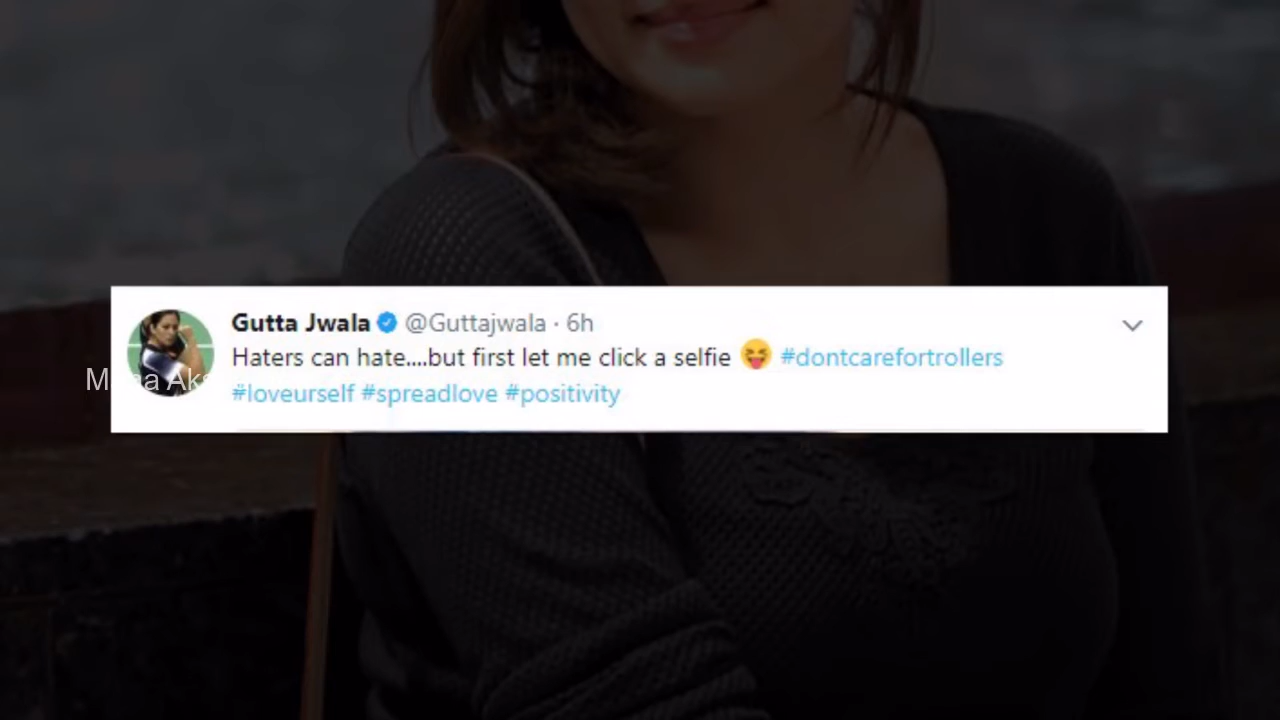 Gutta Jwala @Guttajwala · 6h
Haters can hate....but first let me click a selfie 😝 #dontcarefortrollers
#loveurself #spreadlove #positivity